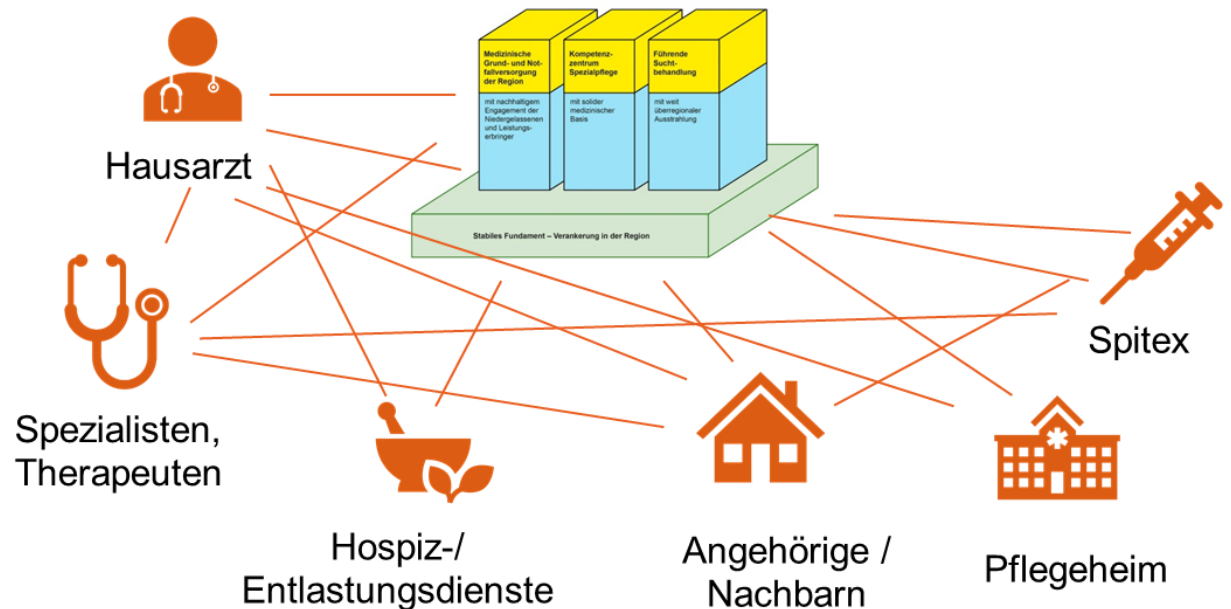 Medizinische
Grund- und Not-
fallversorgung
der Region
mit nachhaltigem
Engagement der
Niedergelassenen
und Leistungs-
erbringer
Kompetenz-
zentrum
Spezialpflege
mit solider
medizinischer
Basis
Führende
Sucht-
behandlung
mit weit
überregionaler
Ausstrahlung
Stabiles Fundament – Verankerung in der Region
Hausarzt
Spitex
Spezialisten,
Therapeuten
Hospiz-/
Entlastungsdienste
Angehörige /
Nachbarn
Pflegeheim